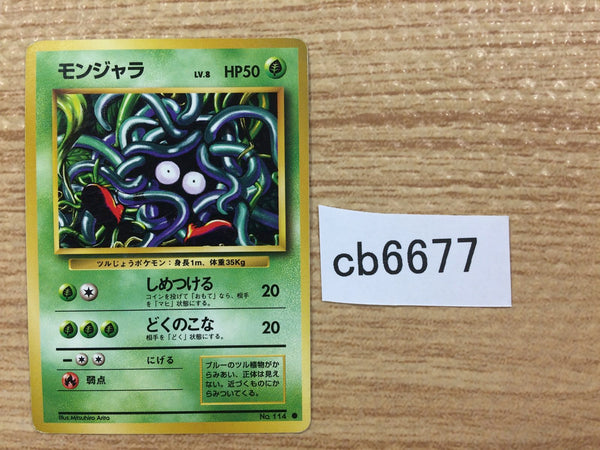 モンジャラ LV.8 HP50
ツルじょうポケモン:身長1m、体重35Kg
しめつける 20
コインを投げて「おもて」なら、相手
を「マヒ」状態にする。
どくのこな 20
相手を「どく」状態にする。
にげる
弱点
ブルーのツル植物が
からみあい、正体は見え
ない。近づくものにか
らみついてくる。
Illus.Mitsuhiro Arita
No.114
cb6677